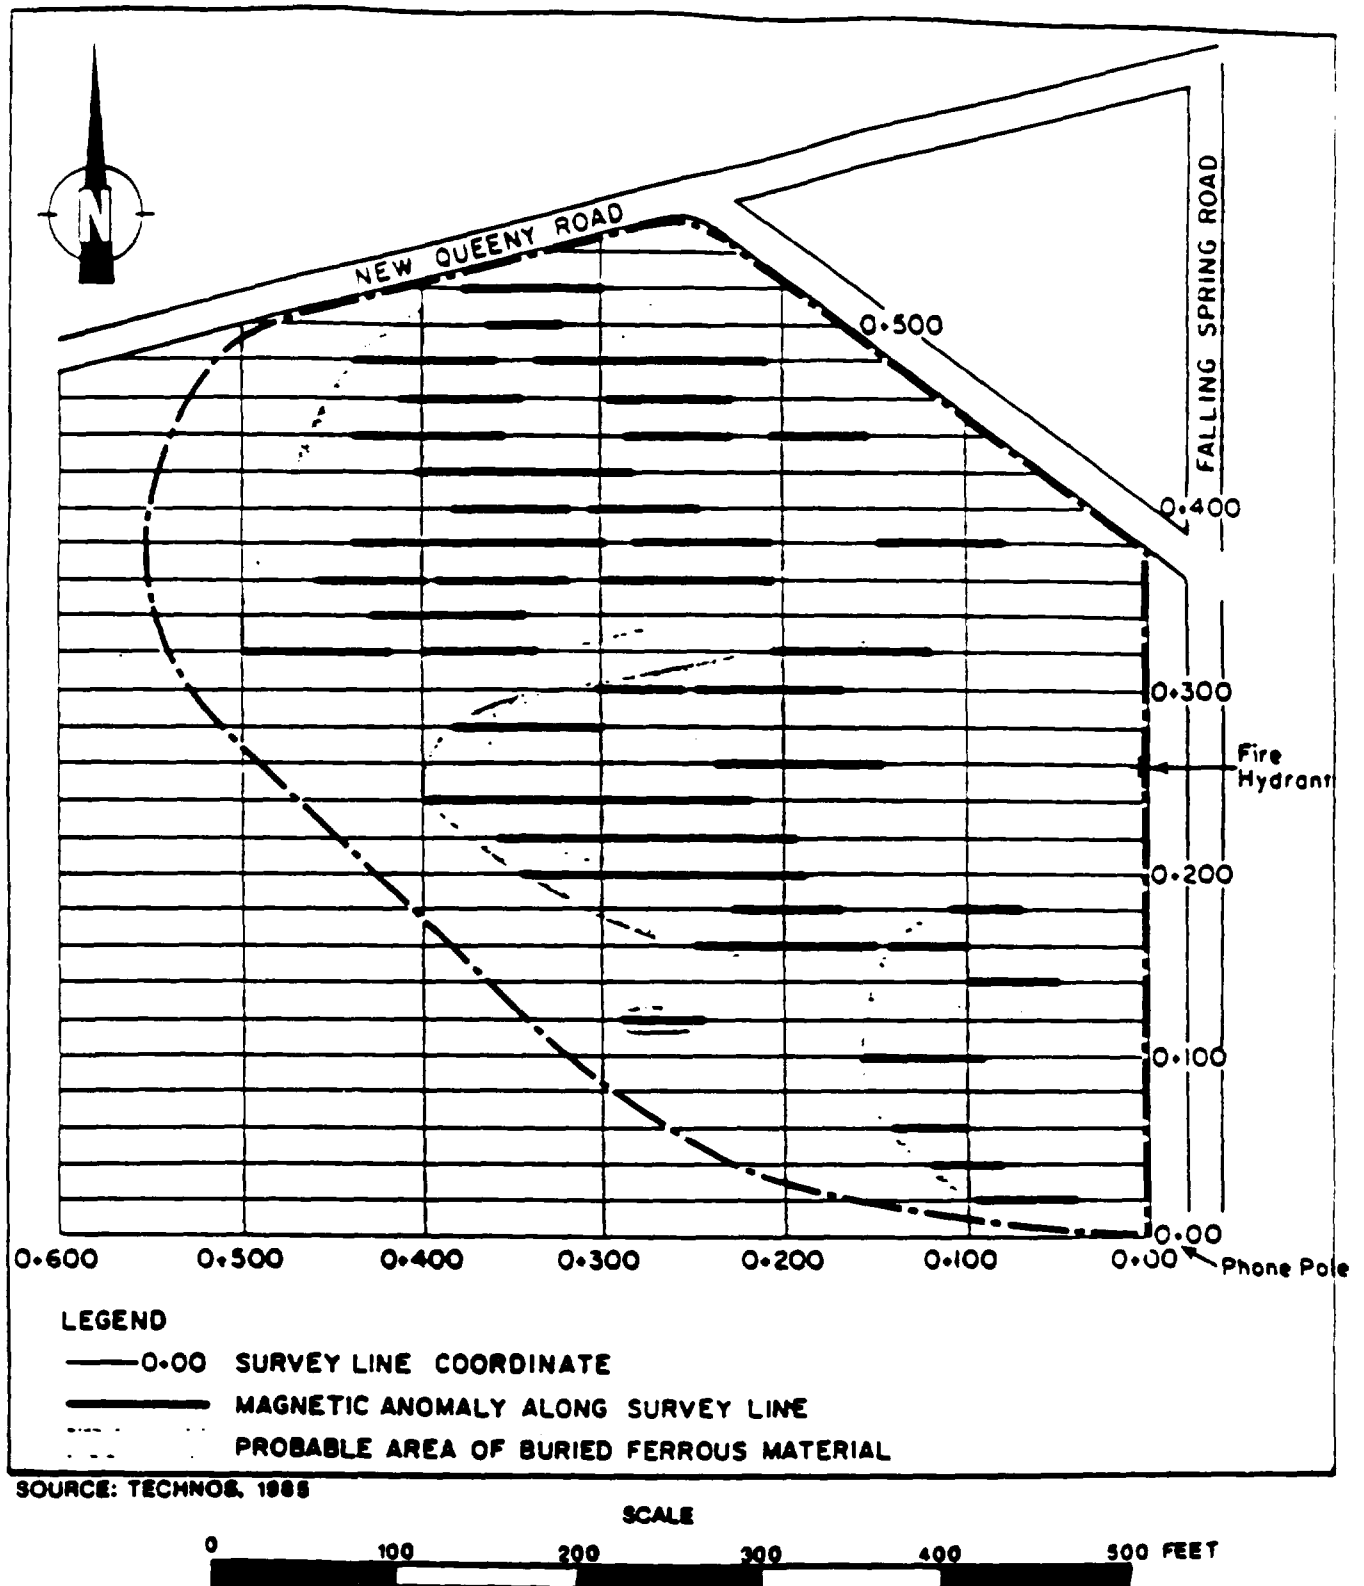 N
NEW QUEENY ROAD
FALLING SPRING ROAD
0+500
0+400
0+300
Fire
Hydrant
0+200
0+100
0+00
0+600 0+500 0+400 0+300 0+200 0+100 0+00
Phone Pole
LEGEND
0+00 SURVEY LINE COORDINATE
MAGNETIC ANOMALY ALONG SURVEY LINE
PROBABLE AREA OF BURIED FERROUS MATERIAL
SOURCE: TECHNOS, 1985
SCALE
0 100 200 300 400 500 FEET